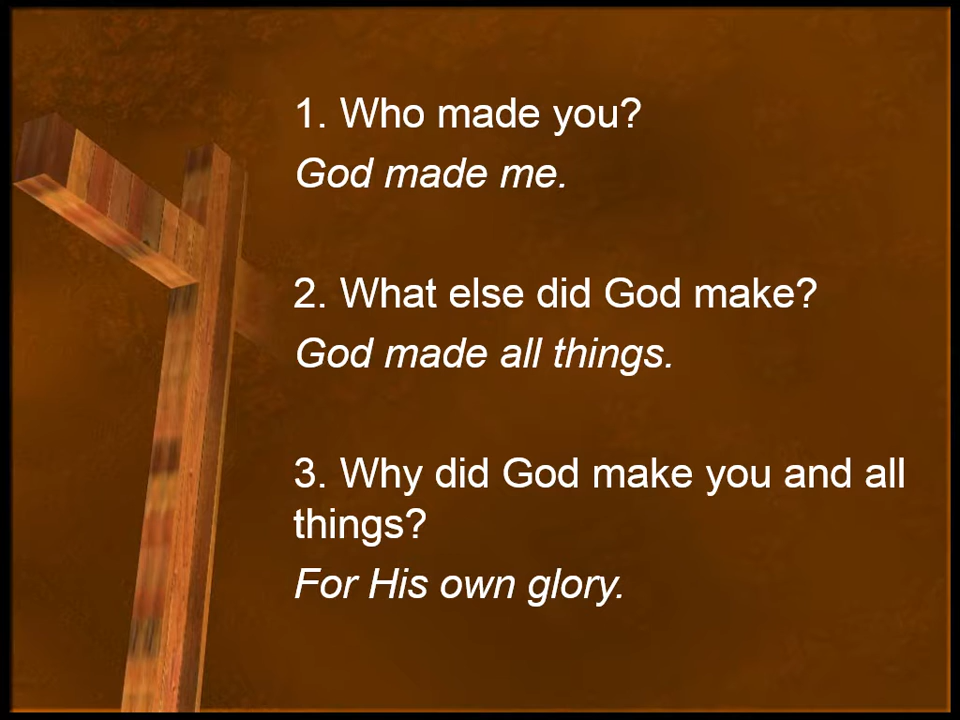 1. Who made you?
God made me.
2. What else did God make?
God made all things.
3. Why did God make you and all
things?
For His own glory.